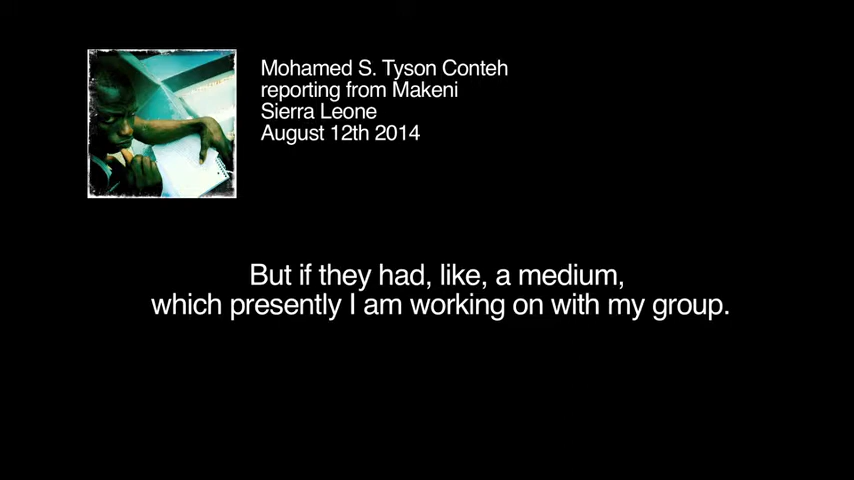 Mohamed S. Tyson Conteh
reporting from Makeni
Sierra Leone
August 12th 2014
But if they had, like, a medium,
which presently I am working on with my group.